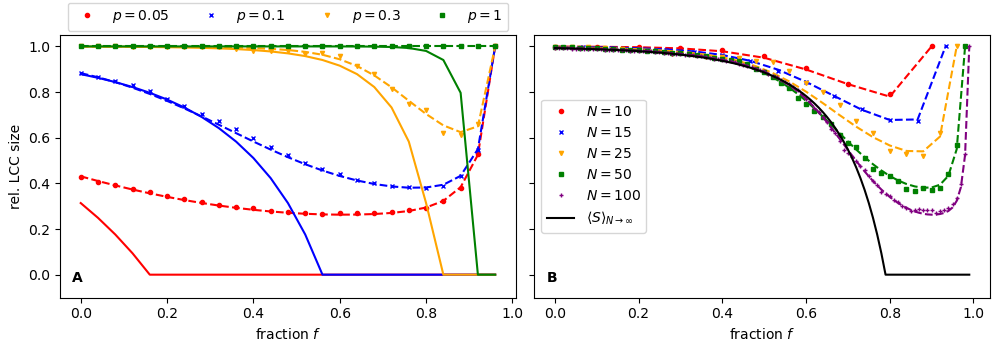 p = 0.05 p = 0.1 p = 0.3 p = 1
rel. LCC size
1.0
0.8
0.6
0.4
0.2
0.0
A
0.0 0.2 0.4 0.6 0.8 1.0
fraction f
N = 10
N = 15
N = 25
N = 50
N = 100
⟨S⟩N→∞
B
0.0 0.2 0.4 0.6 0.8 1.0
fraction f